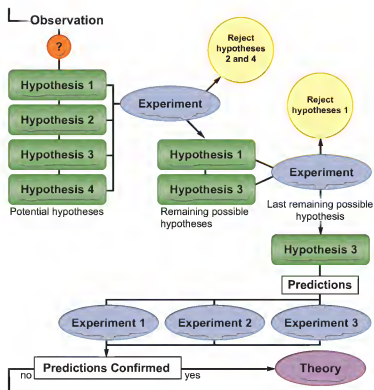 Observation
?
Hypothesis 1
Hypothesis 2
Hypothesis 3
Hypothesis 4
Potential hypotheses
Experiment
Reject
hypotheses
2 and 4
Hypothesis 1
Hypothesis 3
Remaining possible
hypotheses
Reject
hypotheses 1
Experiment
Last remaining possible
hypothesis
Hypothesis 3
Predictions
Experiment 1
Experiment 2
Experiment 3
no
Predictions Confirmed
yes
Theory